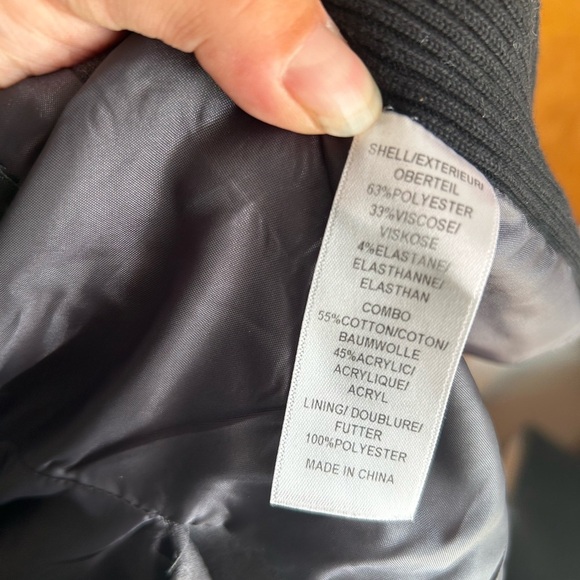 SHELL/EXTERIEUR/
OBERTEIL
63%POLYESTER
33%VISCOSE/
VISKOSE
4%ELASTANE/
ELASTHANNE/
ELASTHAN
COMBO
55%COTTON/COTON/
BAUMWOLLE
45%ACRYLIC/
ACRYLIQUE/
ACRYL
LINING/ DOUBLURE/
FUTTER
100%POLYESTER
MADE IN CHINA